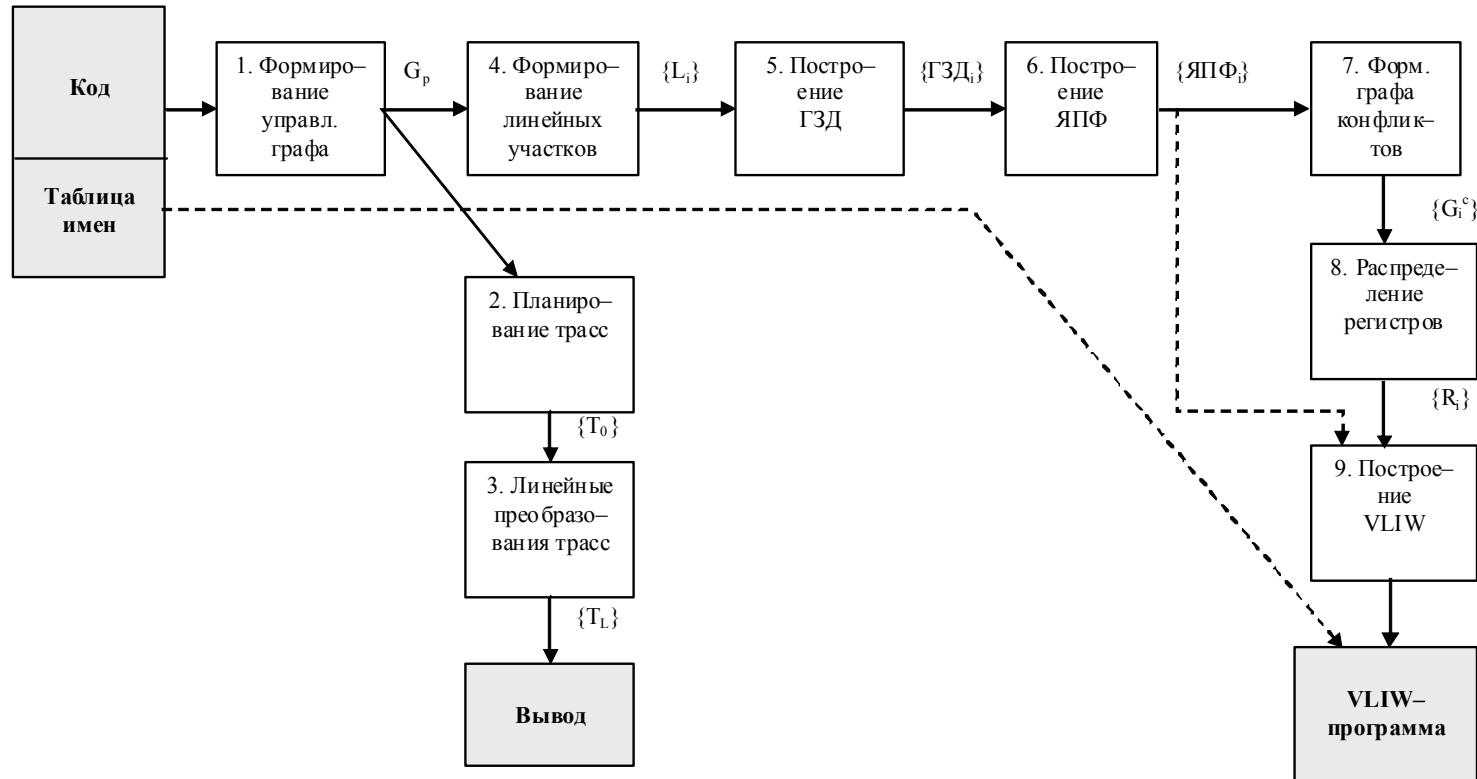 Код
Таблица
имен
1. Формиро–
вание
управл.
графа
G_p
4. Формиро–
вание
линейных
участков
{L_i}
5. Постро–
ение
ГЗД
{ГЗД_i}
6. Постро–
ение
ЯПФ
{ЯПФ_i}
7. Форм.
графа
конфлик–
тов
{G_i^c}
8. Распреде–
ление
регистров
{R_i}
9. Построе–
ние
VLIW
VLIW–
программа
2. Планиро–
вание трасс
{T_0}
3. Линейные
преобразо–
вания трасс
{T_L}
Вывод